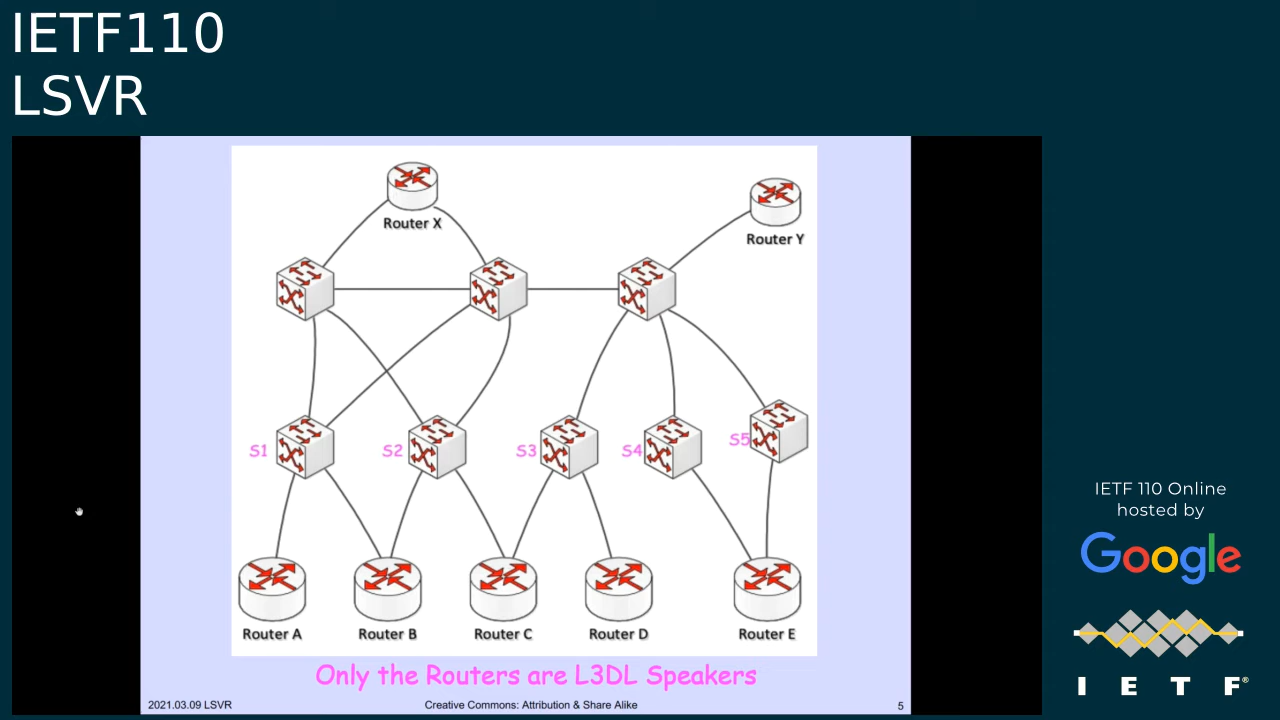 IETF110
LSVR
Router X
Router Y
S1
S2
S3
S4
S5
Router A
Router B
Router C
Router D
Router E
Only the Routers are L3DL Speakers
2021.03.09 LSVR
Creative Commons: Attribution & Share Alike
5
IETF 110 Online
hosted by
Google
I E T F®